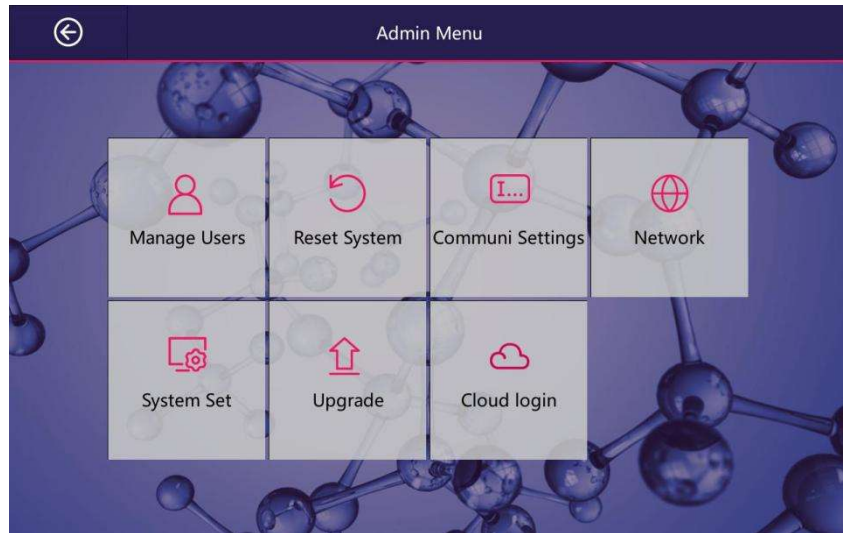 Admin Menu
Manage Users
Reset System
I...
Communi Settings
Network
System Set
Upgrade
Cloud login